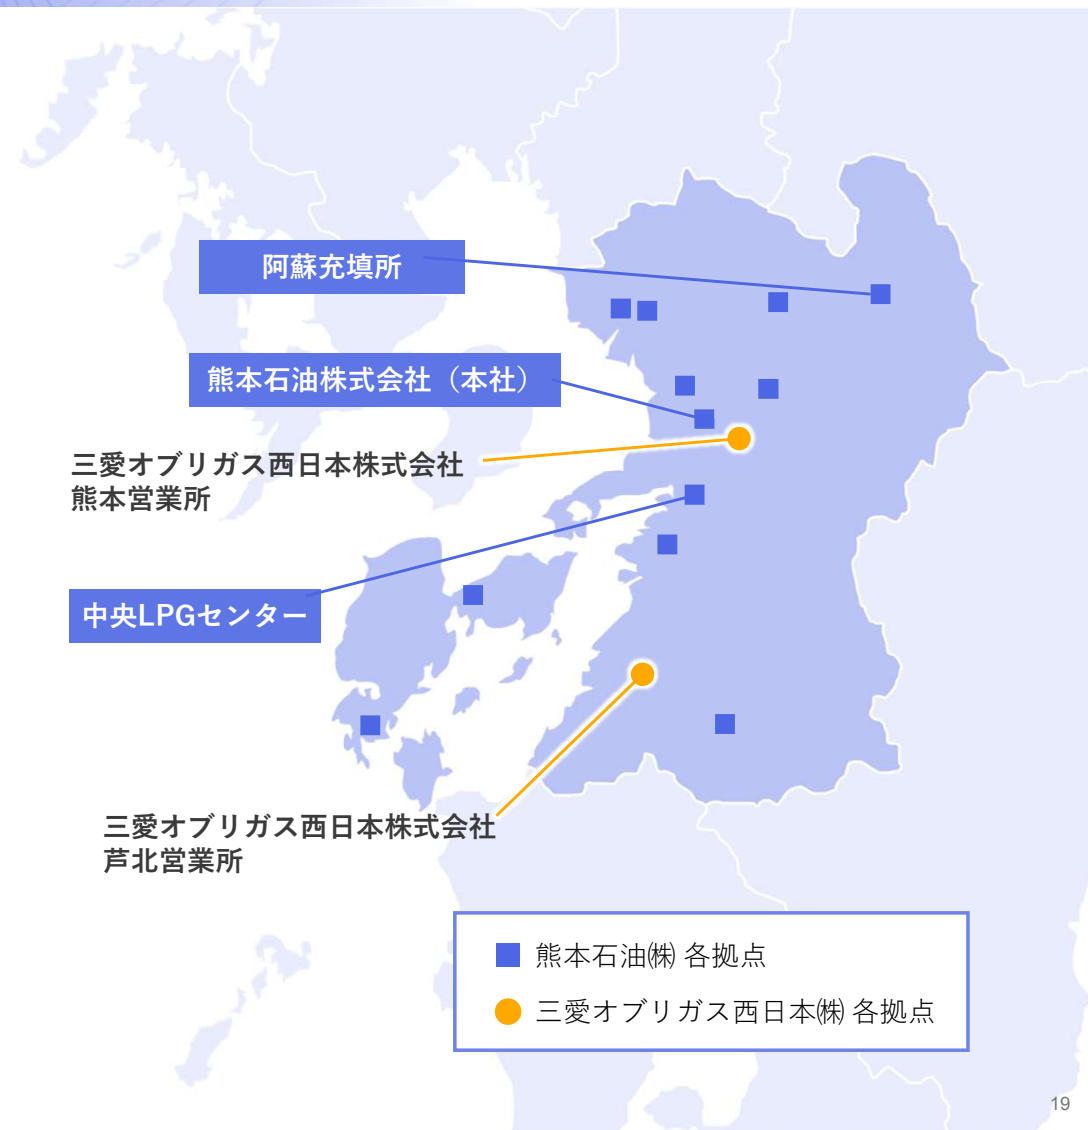 阿蘇充填所
熊本石油株式会社（本社）
三愛オブリガス西日本株式会社
熊本営業所
中央LPGセンター
三愛オブリガス西日本株式会社
芦北営業所
熊本石油㈱ 各拠点
三愛オブリガス西日本㈱ 各拠点
19